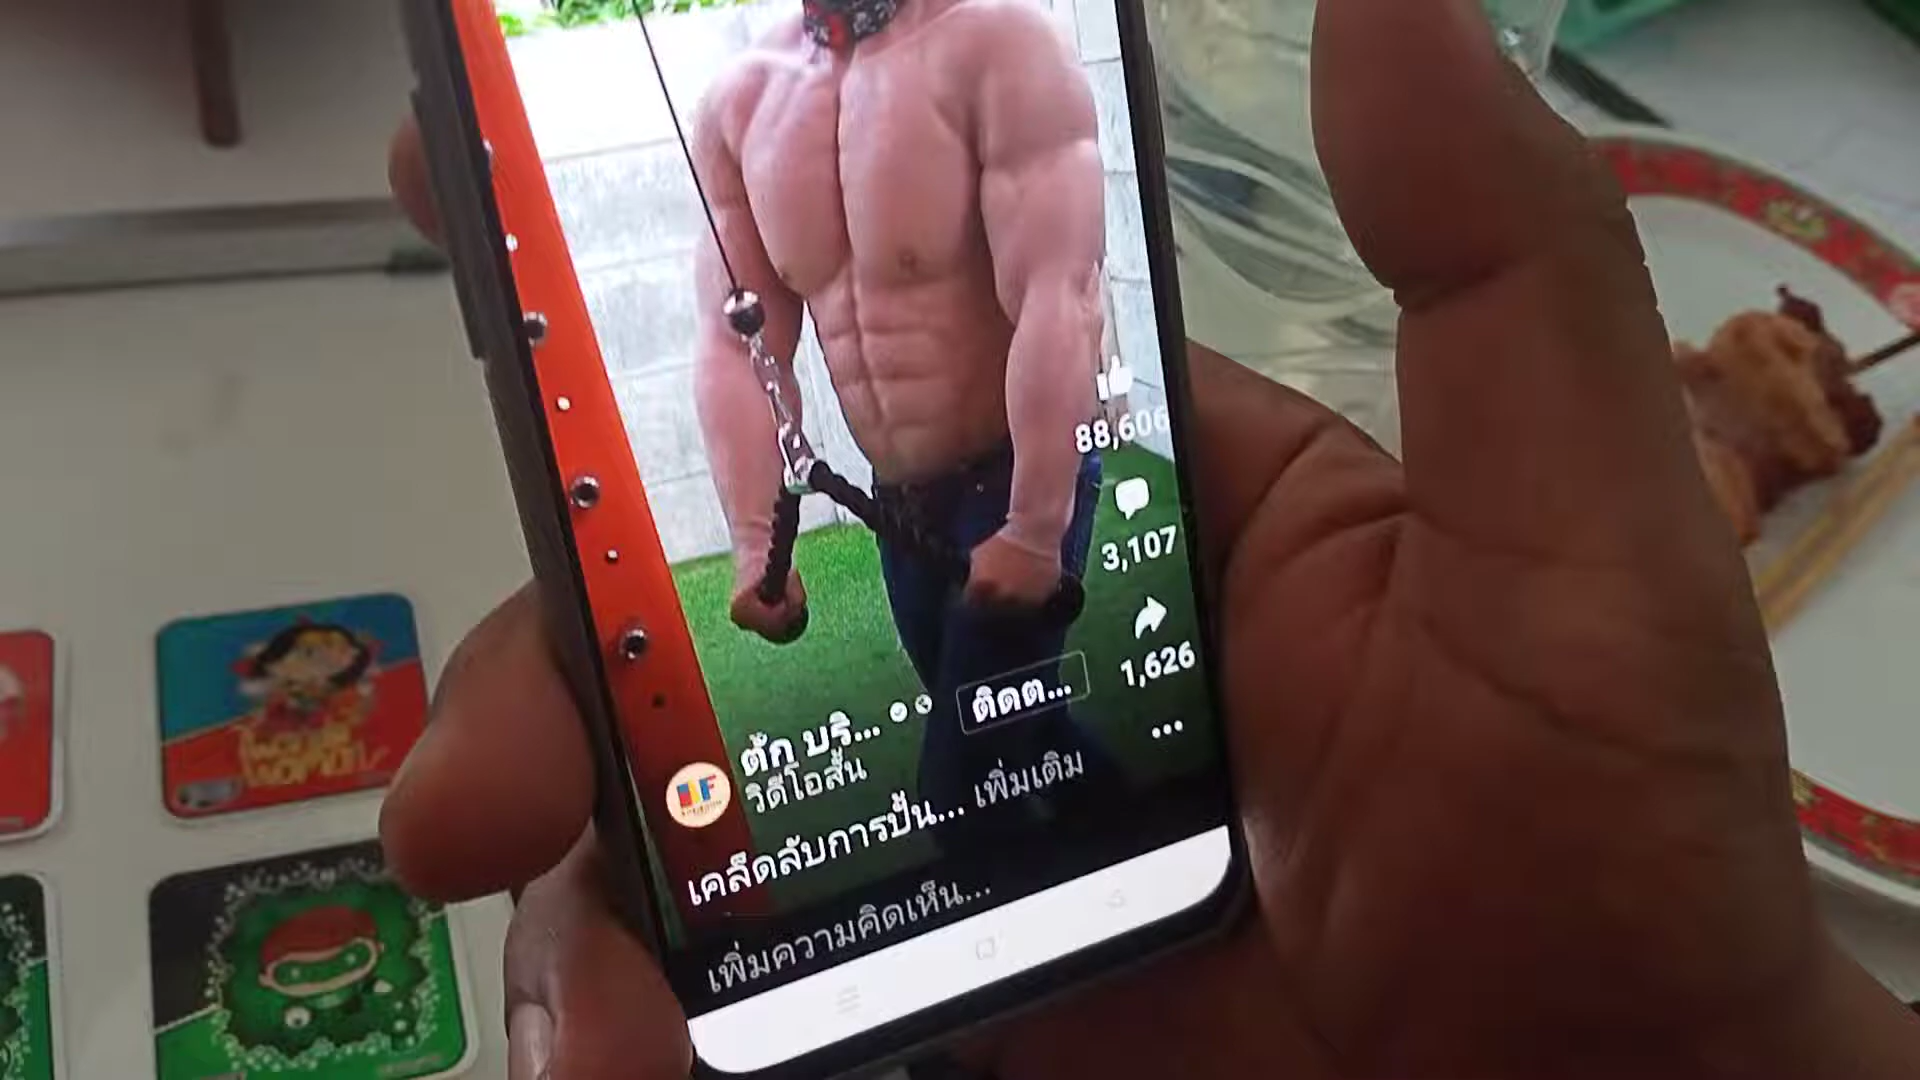 88,606
3,107
1,626
ตั๊ก บริ...
ติดต...
วิดีโอสั้น
เคล็ดลับการปั้น... เพิ่มเติม
เพิ่มความคิดเห็น...